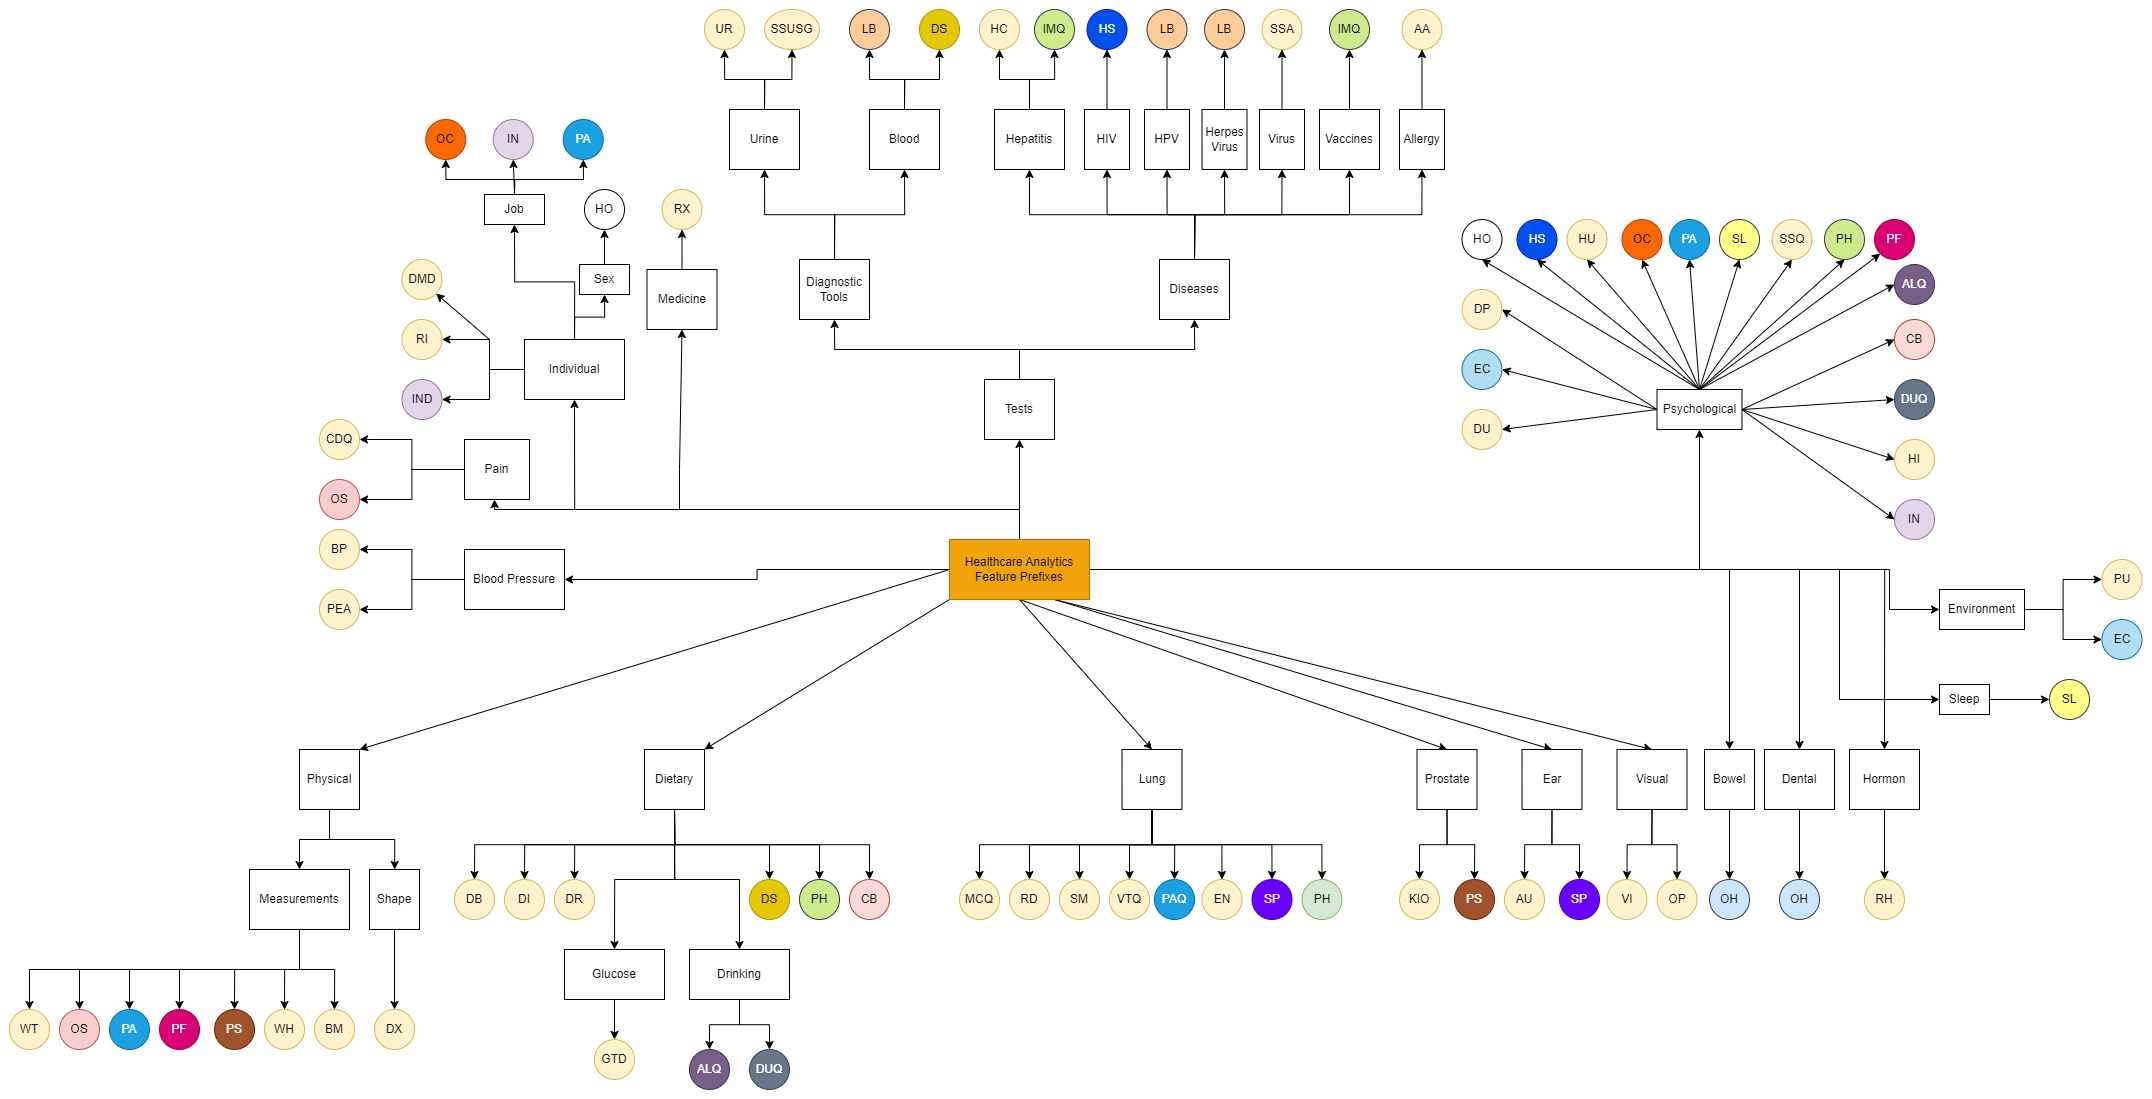 UR
SSUSG
LB
DS
HC
IMQ
HS
LB
LB
SSA
IMQ
AA
Urine
Blood
Hepatitis
HIV
HPV
Herpes
Virus
Virus
Vaccines
Allergy
OC
IN
PA
Job
HO
RX
Sex
Medicine
Diagnostic
Tools
Diseases
DMD
RI
IND
Individual
Tests
CDQ
OS
Pain
BP
PEA
Blood Pressure
Healthcare Analytics
Feature Prefixes
HO
HS
HU
OC
PA
SL
SSQ
PH
PF
ALQ
DP
CB
EC
DUQ
DU
Psychological
HI
IN
Environment
PU
EC
Sleep
SL
Physical
Dietary
Lung
Prostate
Ear
Visual
Bowel
Dental
Hormon
Measurements
Shape
DB
DI
DR
DS
PH
CB
MCQ
RD
SM
VTQ
PAQ
EN
SP
PH
KIO
PS
AU
SP
VI
OP
OH
OH
RH
Glucose
Drinking
WT
OS
PA
PF
PS
WH
BM
DX
GTD
ALQ
DUQ